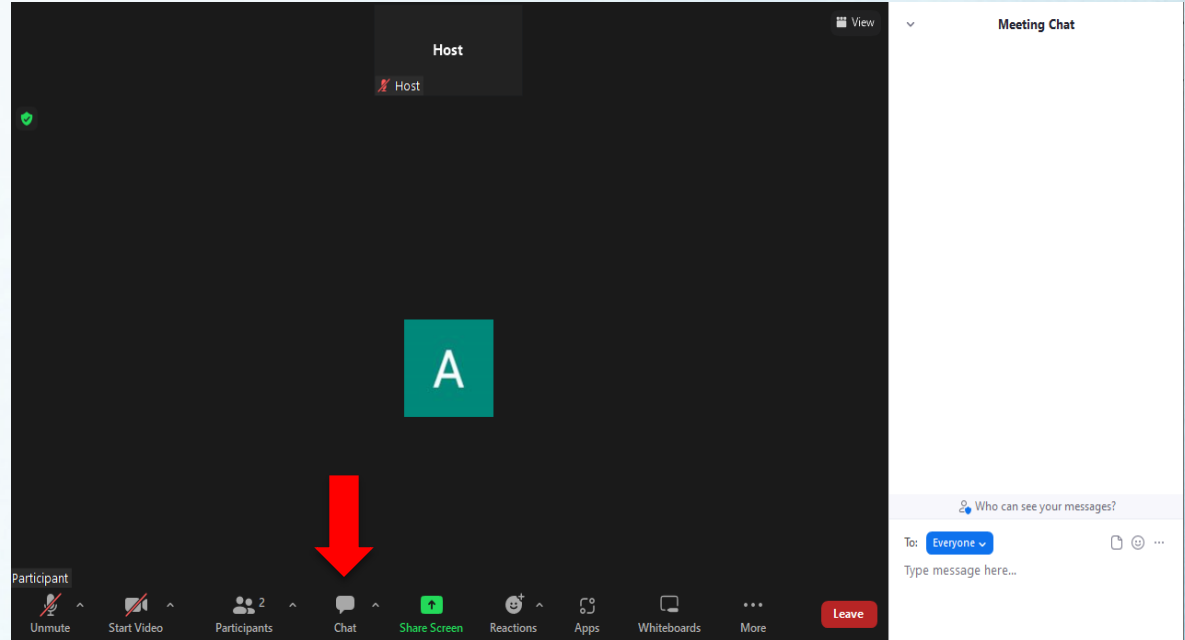 Host
Host
View
A
Participant
Unmute
Start Video
Participants
2
Chat
Share Screen
Reactions
Apps
Whiteboards
More
Leave
Meeting Chat
Who can see your messages?
To: Everyone
Type message here...